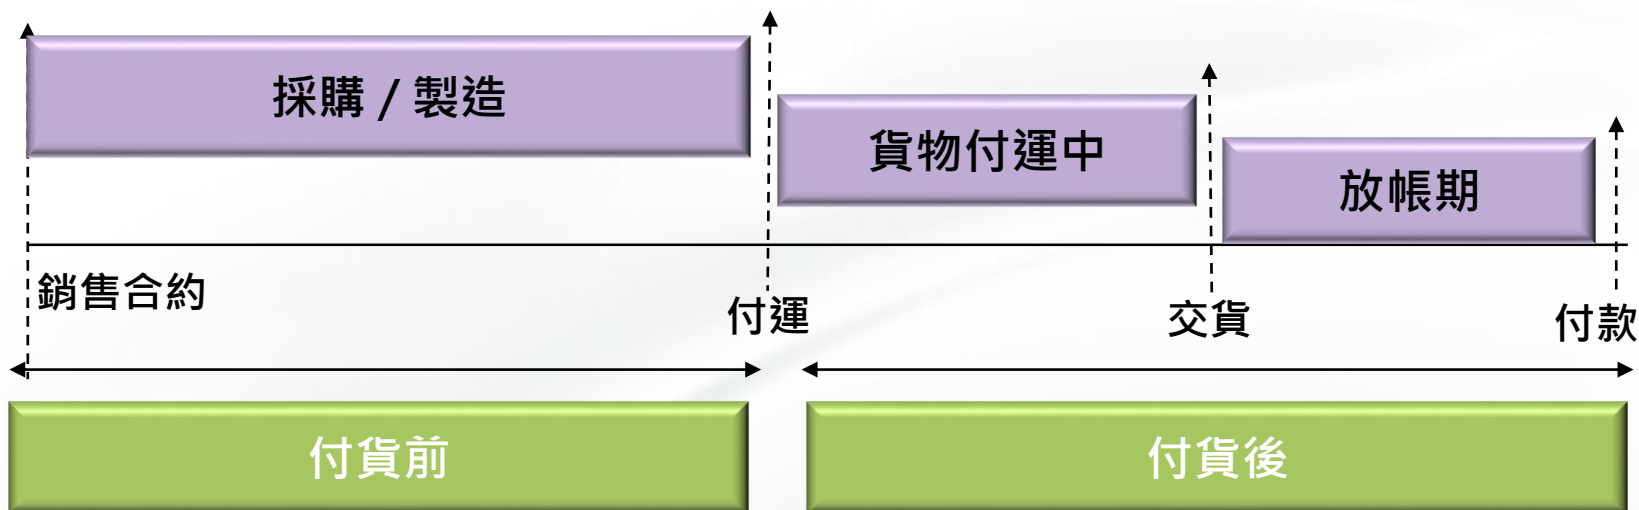 採購 / 製造
貨物付運中
放帳期
銷售合約
付運
交貨
付款
付貨前
付貨後